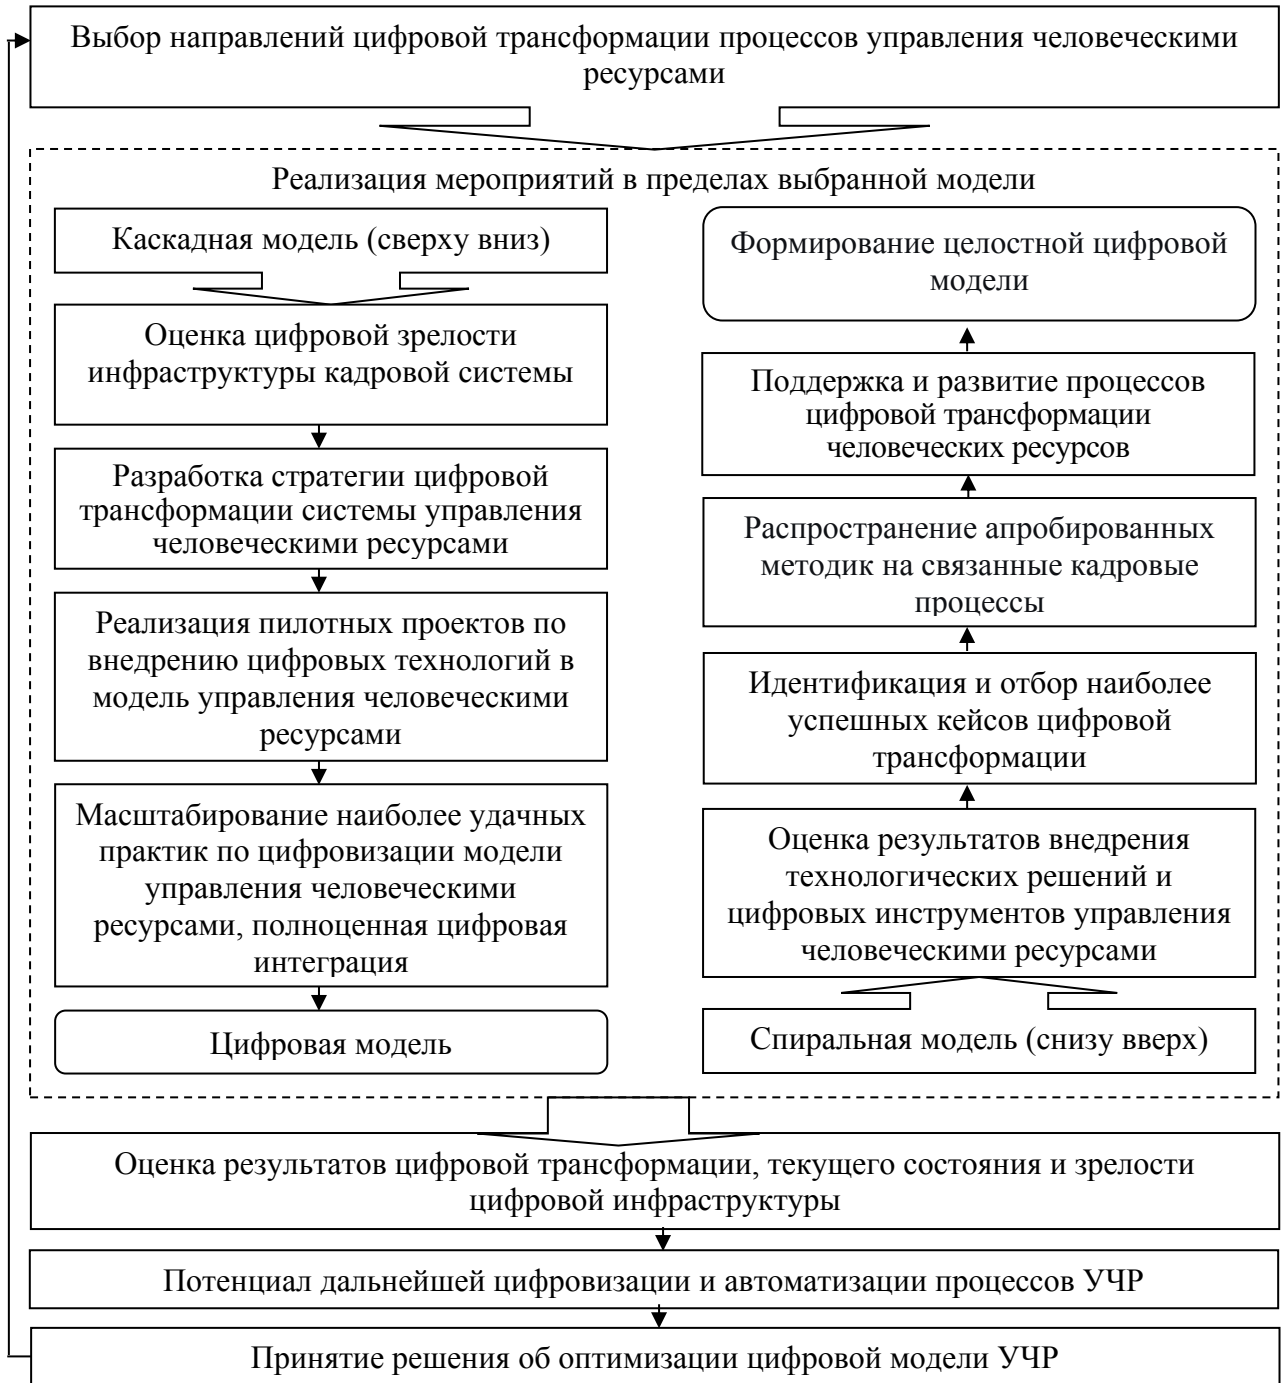 Выбор направлений цифровой трансформации процессов управления человеческими
ресурсами
Реализация мероприятий в пределах выбранной модели
Каскадная модель (сверху вниз)
Оценка цифровой зрелости
инфраструктуры кадровой системы
Разработка стратегии цифровой
трансформации системы управления
человеческими ресурсами
Реализация пилотных проектов по
внедрению цифровых технологий в
модель управления человеческими
ресурсами
Масштабирование наиболее удачных
практик по цифровизации модели
управления человеческими
ресурсами, полноценная цифровая
интеграция
Цифровая модель
Формирование целостной цифровой
модели
Поддержка и развитие процессов
цифровой трансформации
человеческих ресурсов
Распространение апробированных
методик на связанные кадровые
процессы
Идентификация и отбор наиболее
успешных кейсов цифровой
трансформации
Оценка результатов внедрения
технологических решений и
цифровых инструментов управления
человеческими ресурсами
Спиральная модель (снизу вверх)
Оценка результатов цифровой трансформации, текущего состояния и зрелости
цифровой инфраструктуры
Потенциал дальнейшей цифровизации и автоматизации процессов УЧР
Принятие решения об оптимизации цифровой модели УЧР